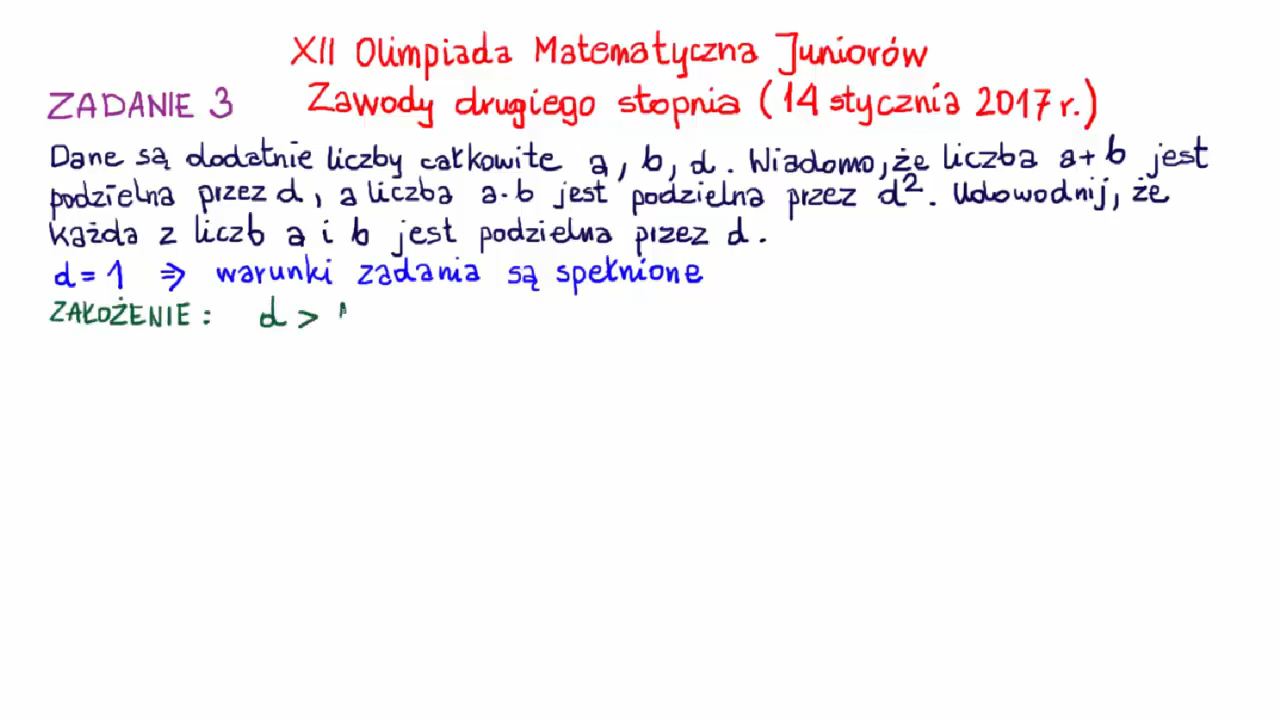 XII Olimpiada Matematyczna Juniorów
ZADANIE 3 Zawody drugiego stopnia (14 stycznia 2017 r.)
Dane są dodatnie liczby całkowite a, b, d. Wiadomo, że liczba a+b jest
podzielna przez d, a liczba a·b jest podzielna przez d². Udowodnij, że
każda z liczb a i b jest podzielna przez d.
d=1 ⇒ warunki zadania są spełnione
ZAŁOŻENIE: d >